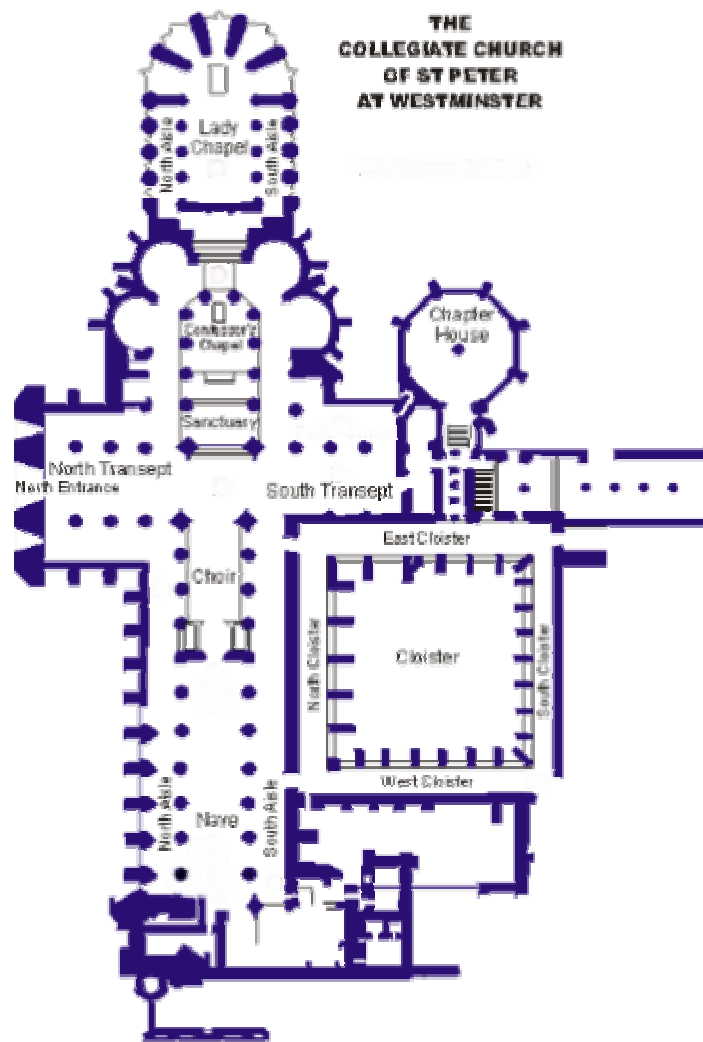 THE
COLLEGIATE CHURCH
OF ST PETER
AT WESTMINSTER
Lady
Chapel
North Aisle
South Aisle
Confessor's
Chapel
Chapter
House
Sanctuary
North Transept
North Entrance
South Transept
East Cloister
Choir
North Cloister
Cloister
South Cloister
West Cloister
North Aisle
Nave
South Aisle